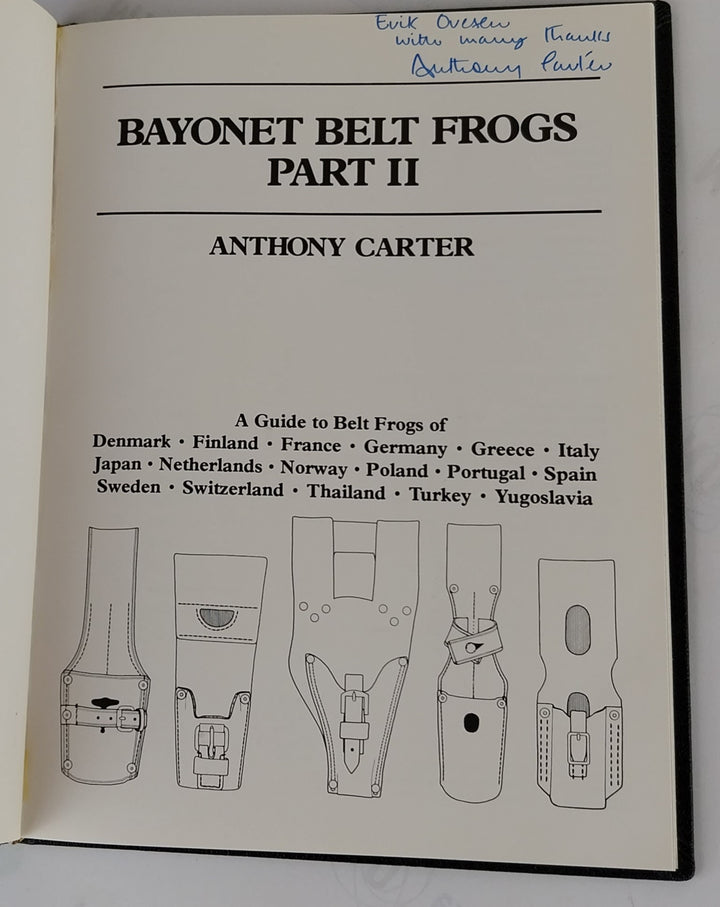 Erik Ovesen
with many thanks
Anthony Carter
BAYONET BELT FROGS
PART II
ANTHONY CARTER
A Guide to Belt Frogs of
Denmark • Finland • France • Germany • Greece • Italy
Japan • Netherlands • Norway • Poland • Portugal • Spain
Sweden • Switzerland • Thailand • Turkey • Yugoslavia